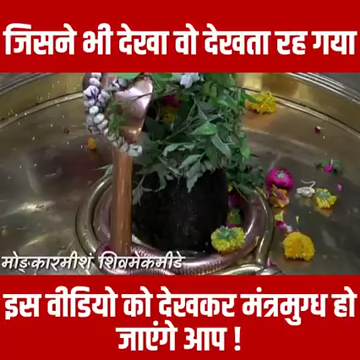 जिसने भी देखा वो देखता रह गया
मोङ्कारमीशं शिवमेकमीडे
इस वीडियो को देखकर मंत्रमुग्ध हो
जाएंगे आप !